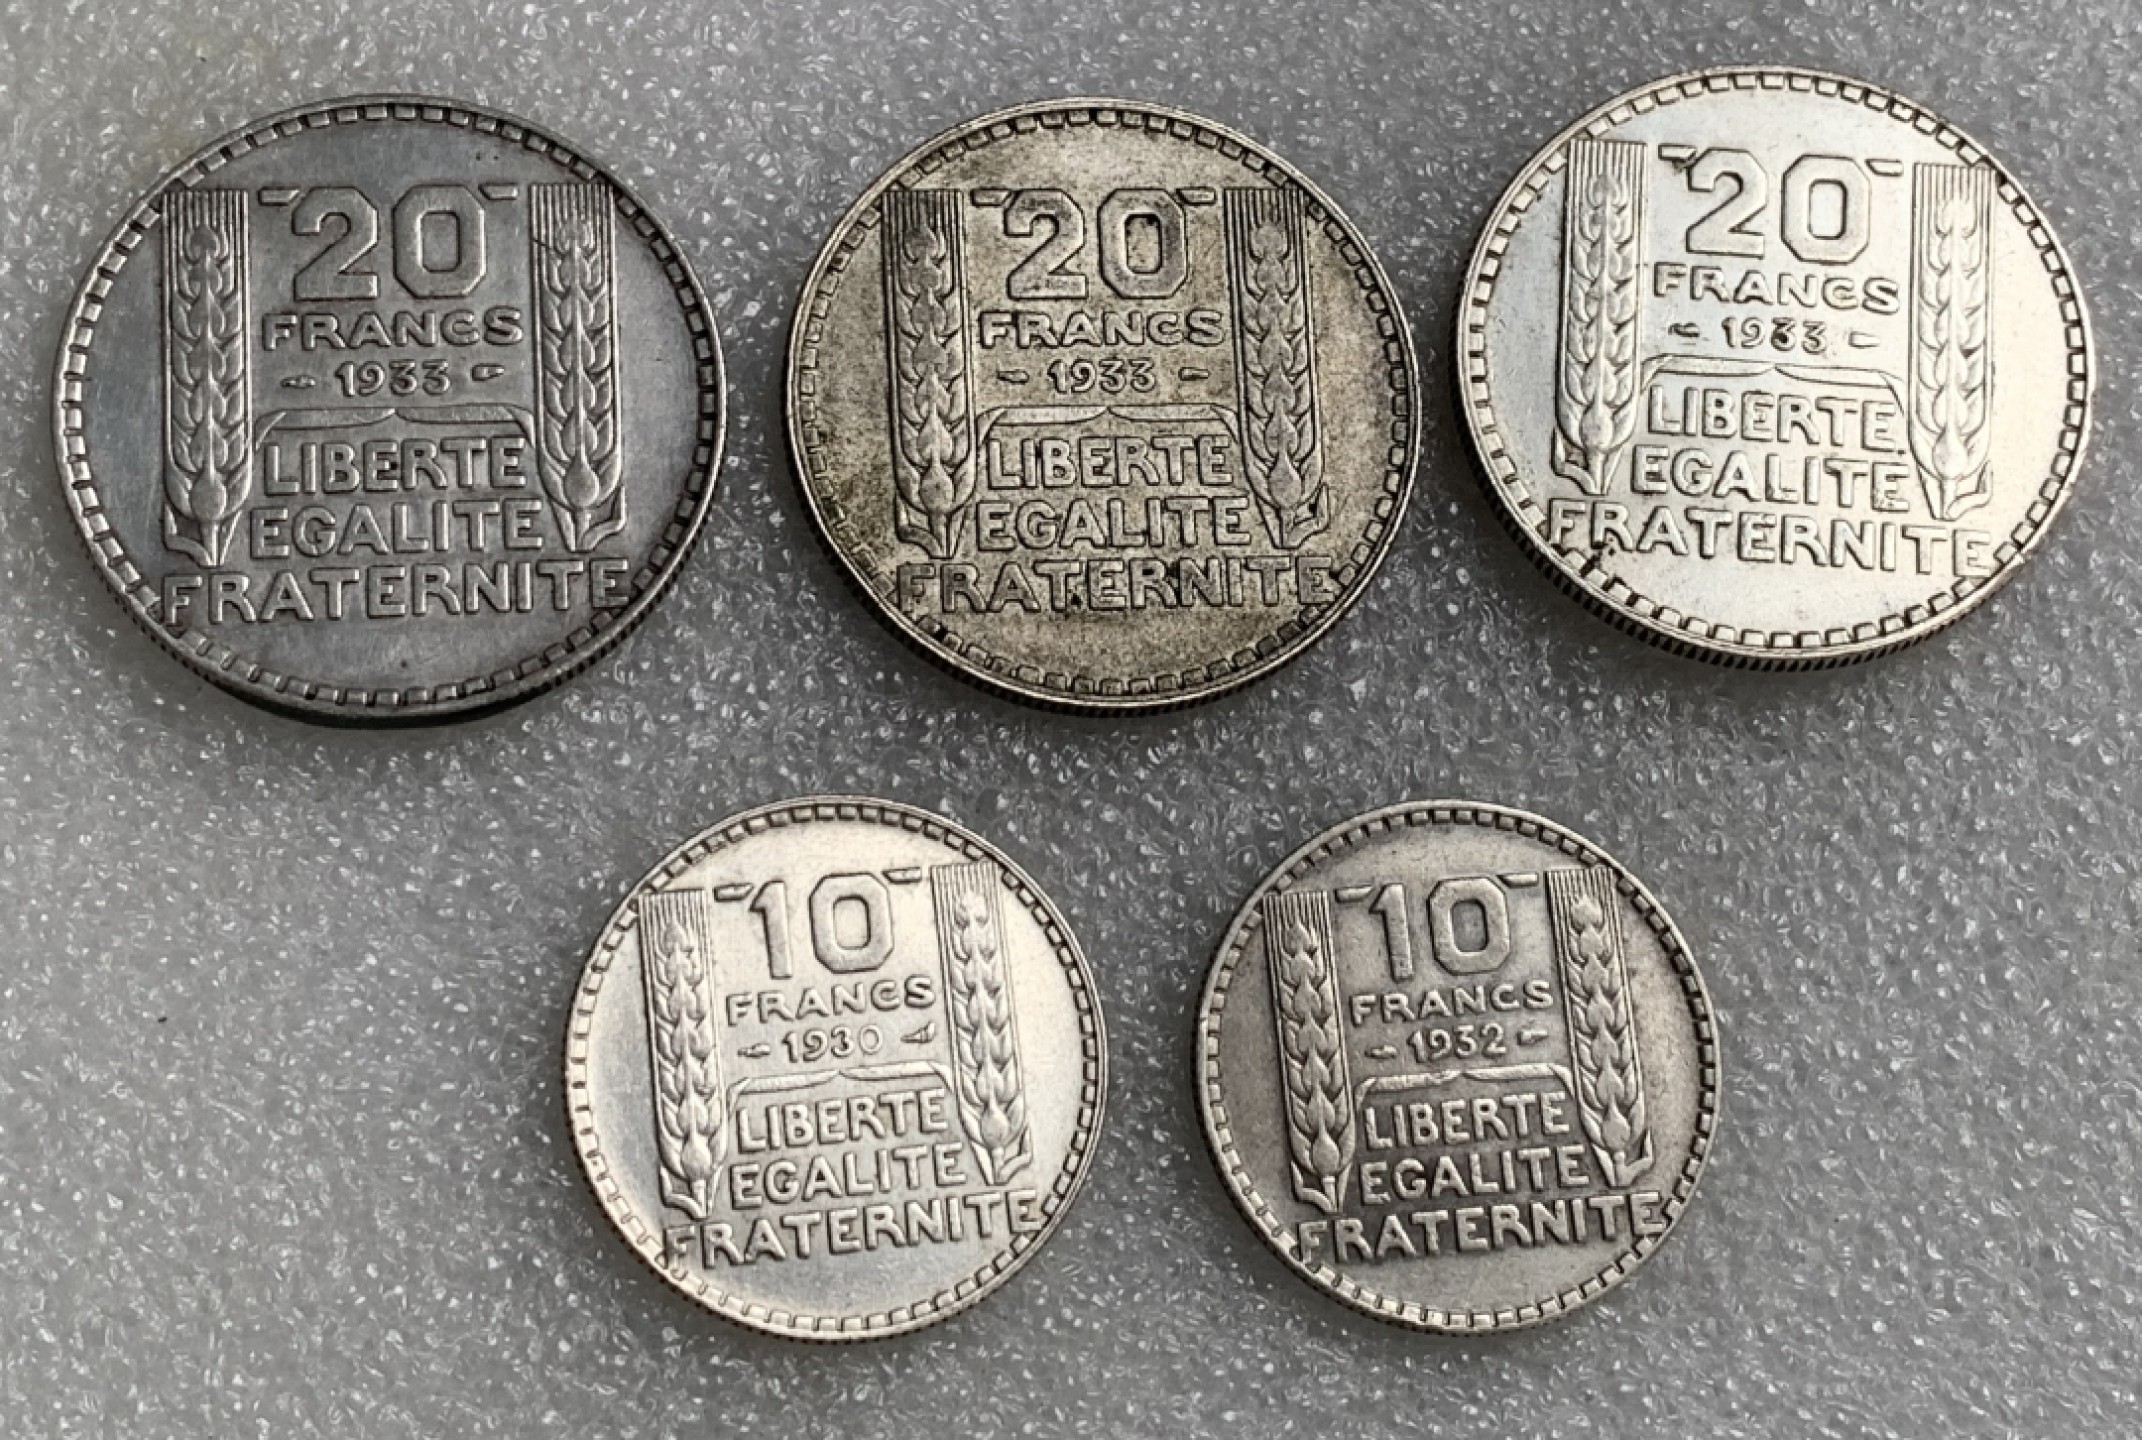 20
FRANCS
1933
LIBERTE
EGALITE
FRATERNITE
20
FRANCS
1933
LIBERTE
EGALITE
FRATERNITE
20
FRANCS
1933
LIBERTE
EGALITE
FRATERNITE
10
FRANCS
1930
LIBERTE
EGALITE
FRATERNITE
10
FRANCS
1932
LIBERTE
EGALITE
FRATERNITE